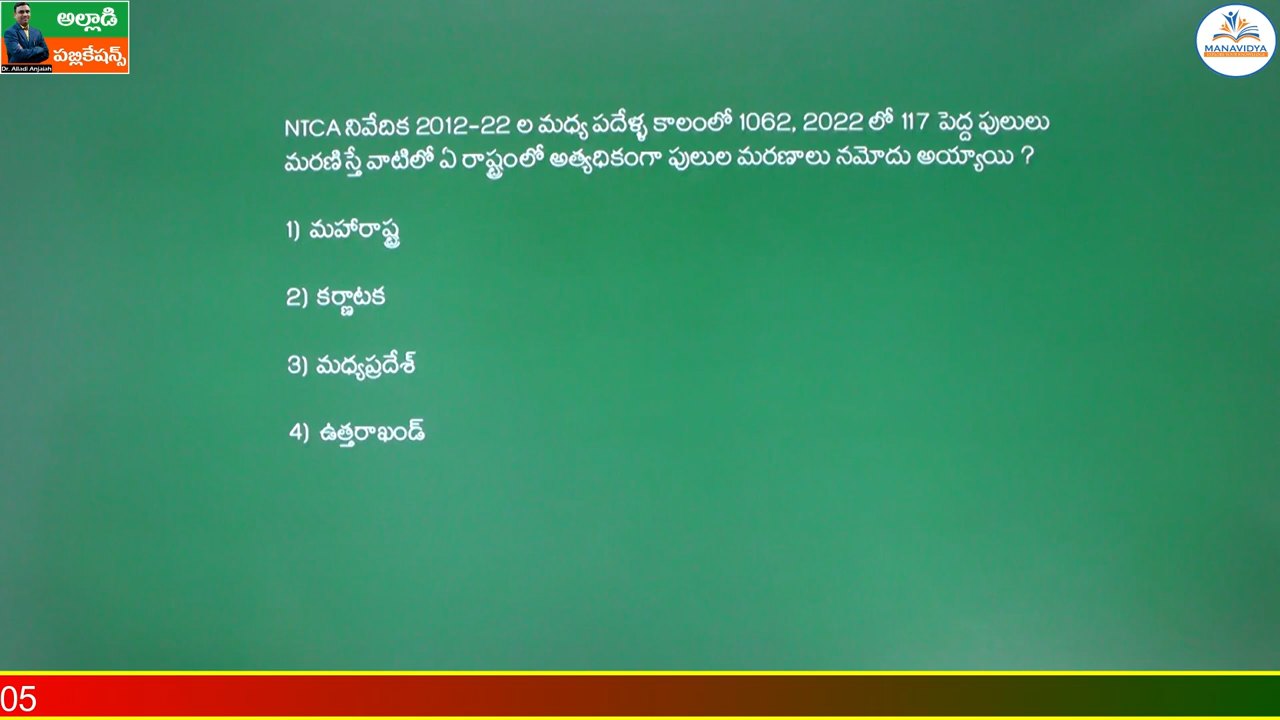 అల్లాడి
పబ్లికేషన్స్
Dr. Alladi Anjaiah
MANAVIDYA
NTCA నివేదిక 2012-22 ల మధ్య పదేళ్ళ కాలంలో 1062, 2022 లో 117 పెద్ద పులులు
మరణిస్తే వాటిలో ఏ రాష్ట్రంలో అత్యధికంగా పులుల మరణాలు నమోదు అయ్యాయి ?
1) మహారాష్ట్ర
2) కర్ణాటక
3) మధ్యప్రదేశ్
4) ఉత్తరాఖండ్
05